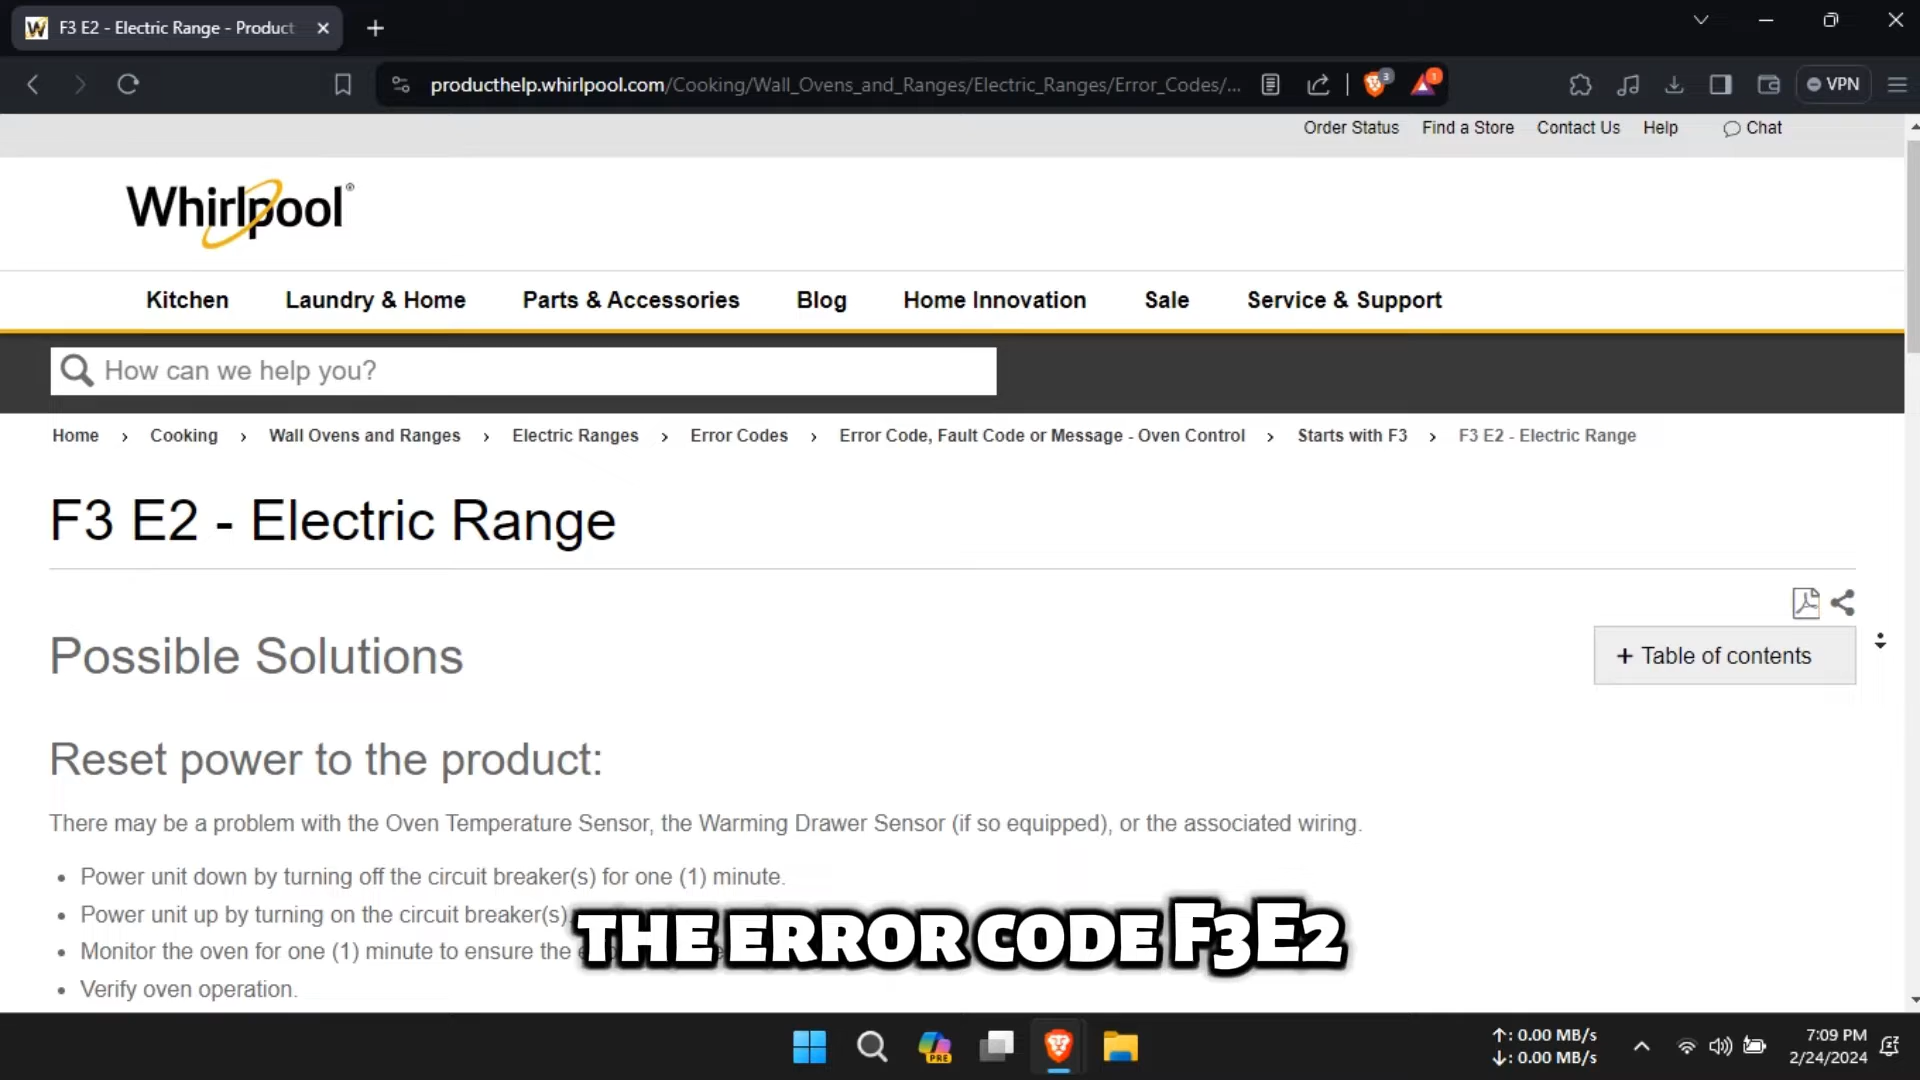 F3 E2 - Electric Range - Product
producthelp.whirlpool.com/Cooking/Wall_Ovens_and_Ranges/Electric_Ranges/Error_Codes/...
3
1
VPN
Order Status Find a Store Contact Us Help Chat
Whirlpool®
Kitchen Laundry & Home Parts & Accessories Blog Home Innovation Sale Service & Support
How can we help you?
Home › Cooking › Wall Ovens and Ranges › Electric Ranges › Error Codes › Error Code, Fault Code or Message - Oven Control › Starts with F3 › F3 E2 - Electric Range
F3 E2 - Electric Range
Possible Solutions
+ Table of contents
Reset power to the product:
There may be a problem with the Oven Temperature Sensor, the Warming Drawer Sensor (if so equipped), or the associated wiring.
• Power unit down by turning off the circuit breaker(s) for one (1) minute.
• Power unit up by turning on the circuit breaker(s).
• Monitor the oven for one (1) minute to ensure the
• Verify oven operation.
THE ERROR CODE F3E2
PRE
↑: 0.00 MB/s
↓: 0.00 MB/s
7:09 PM
2/24/2024